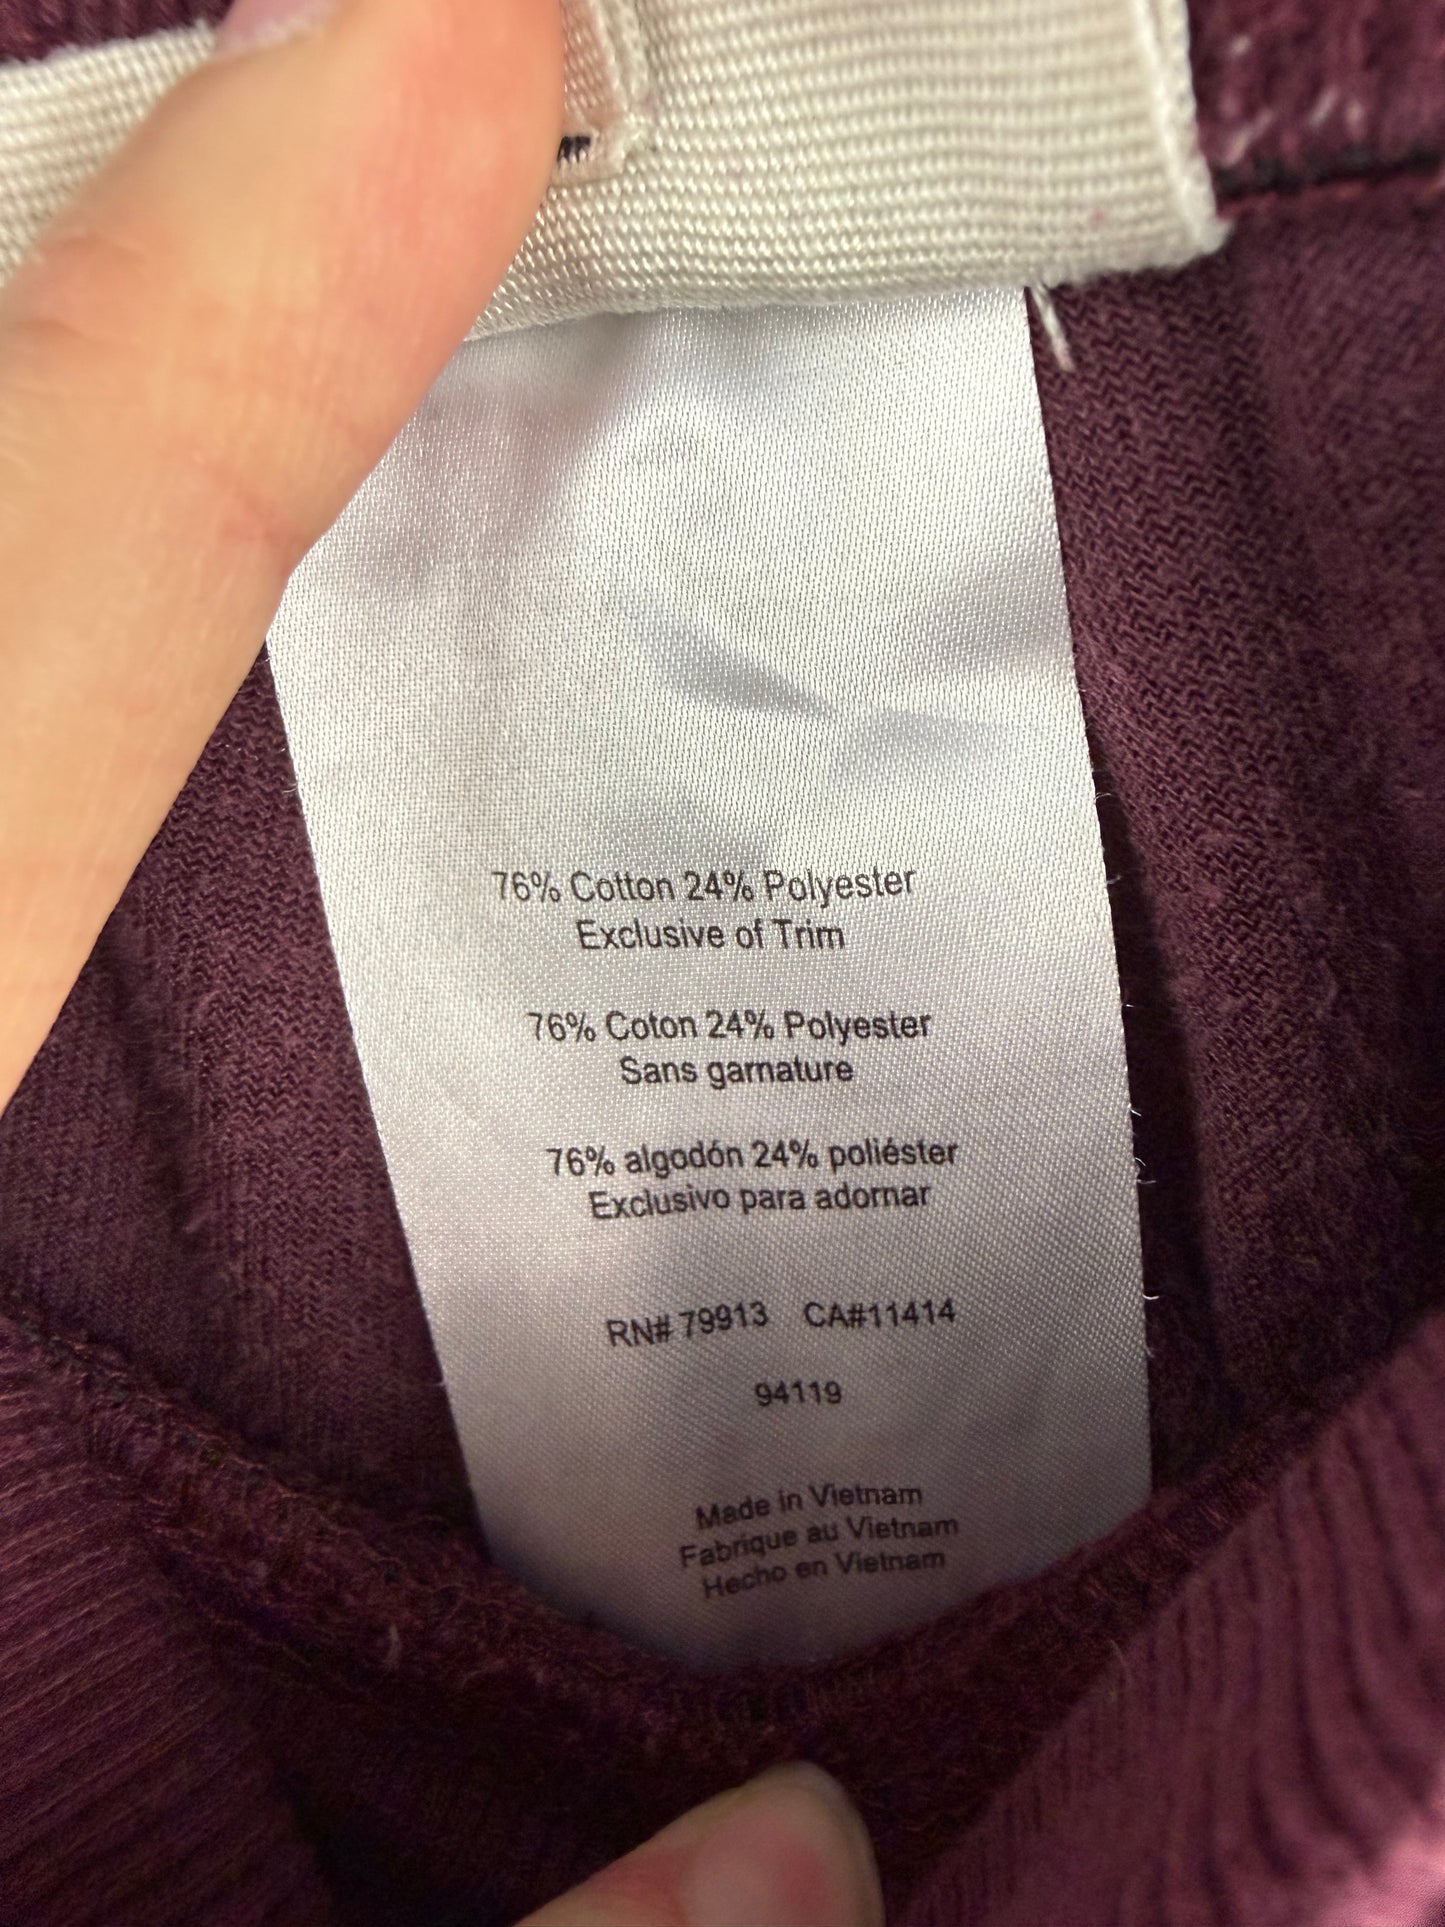 76% Cotton 24% Polyester
Exclusive of Trim
76% Coton 24% Polyester
Sans garnature
76% algodón 24% poliéster
Exclusivo para adornar
RN# 79913 CA#11414
94119
Made in Vietnam
Fabrique au Vietnam
Hecho en Vietnam